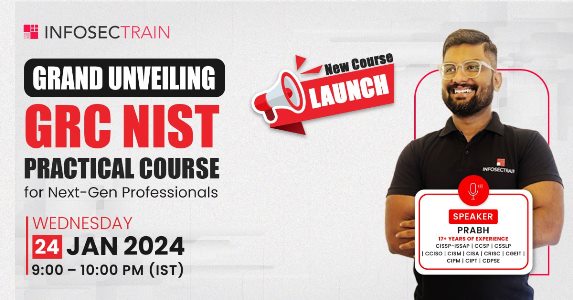 INFOSECTRAIN
GRAND UNVEILING
GRC NIST
PRACTICAL COURSE
for Next-Gen Professionals
WEDNESDAY
24 JAN 2024
9:00 – 10:00 PM (IST)
New Course
LAUNCH
INFOSECTRAIN
SPEAKER
PRABH
17+ YEARS OF EXPERIENCE
CISSP-ISSAP | CCSP | CSSLP
| CCISO | CISM | CISA | CRISC | CGEIT |
CIPM | CIPT | CDPSE